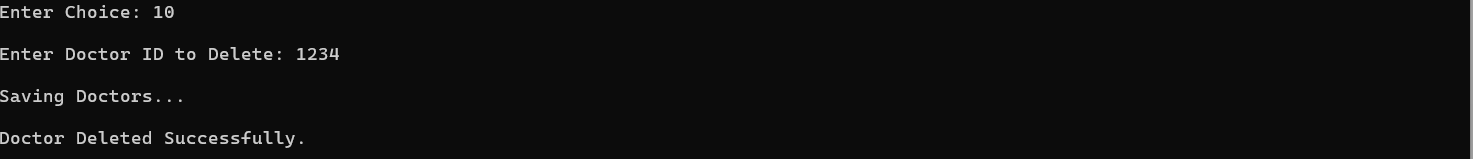 Enter Choice: 10
Enter Doctor ID to Delete: 1234
Saving Doctors...
Doctor Deleted Successfully.